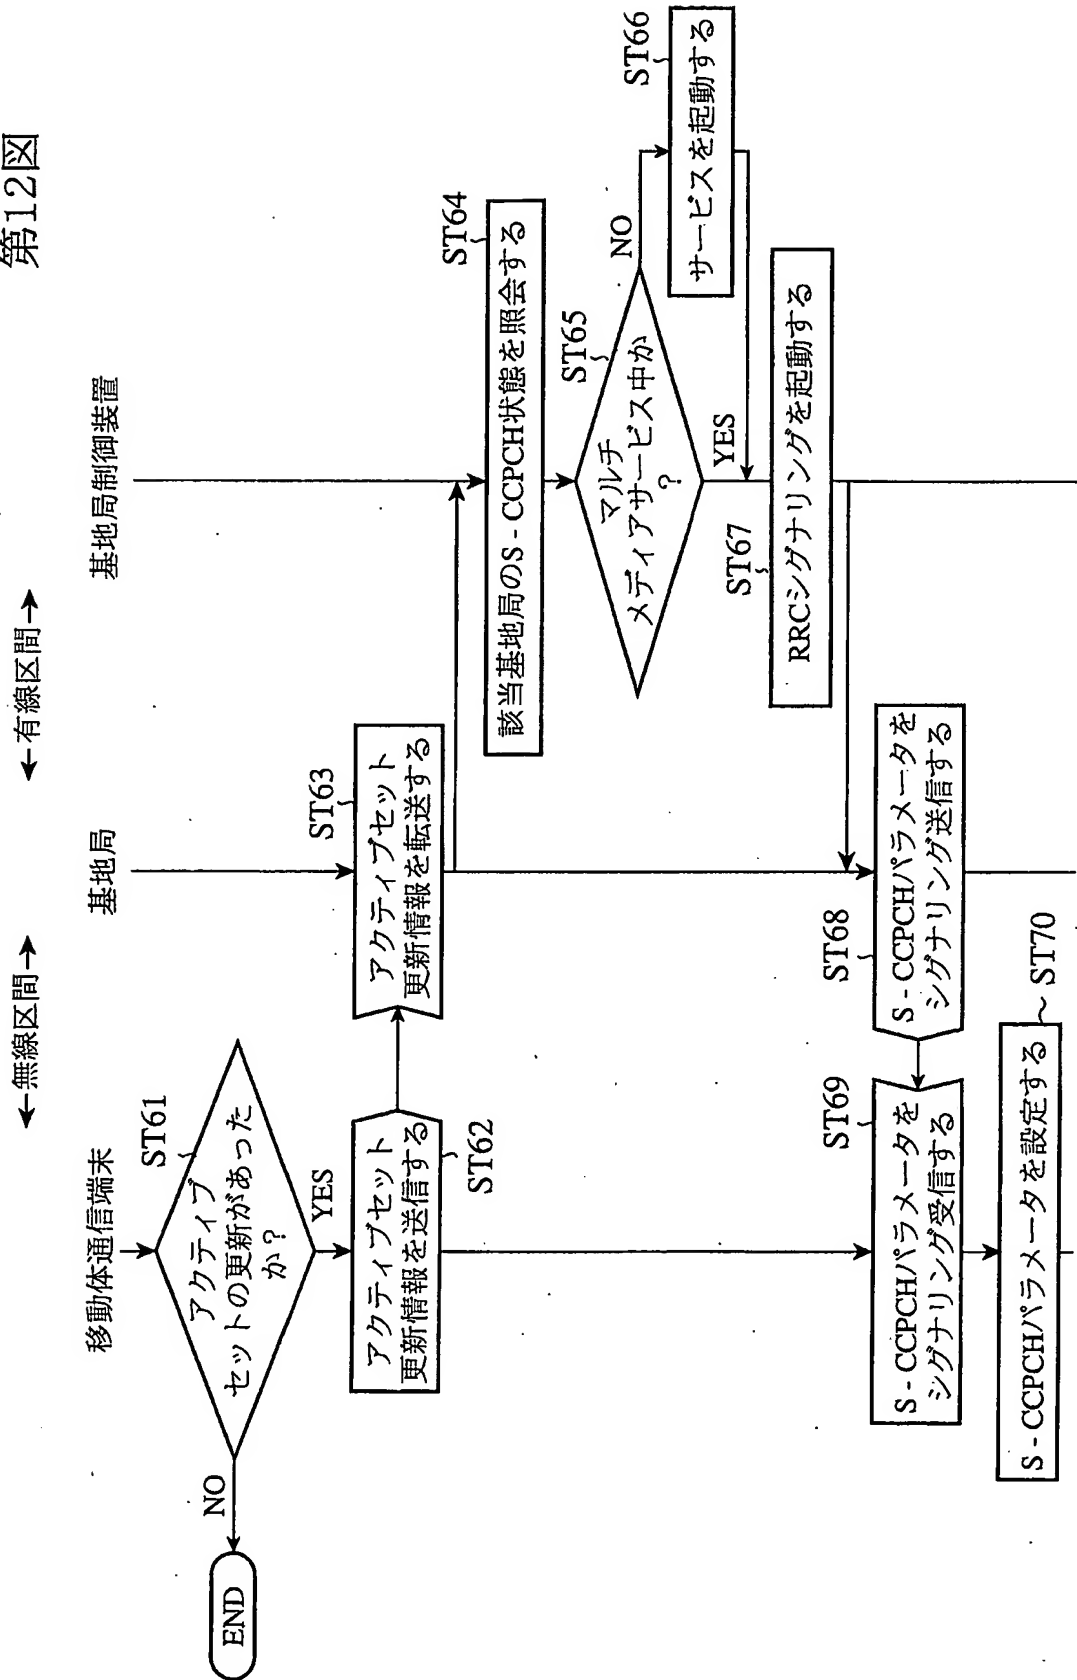 第12図
←無線区間→
←有線区間→
移動体通信端末
基地局
基地局制御装置
ST61
アクティブ
セットの更新があった
か?
NO
END
YES
アクティブセット
更新情報を送信する
ST62
ST63
アクティブセット
更新情報を転送する
ST64
該当基地局のS-CCPCH状態を照会する
ST65
マルチ
メディアサービス中か
?
NO
ST66
サービスを起動する
YES
ST67
RRCシグナリングを起動する
ST68
S-CCPCHパラメータを
シグナリング送信する
ST69
S-CCPCHパラメータを
シグナリング受信する
ST70
S-CCPCHパラメータを設定する